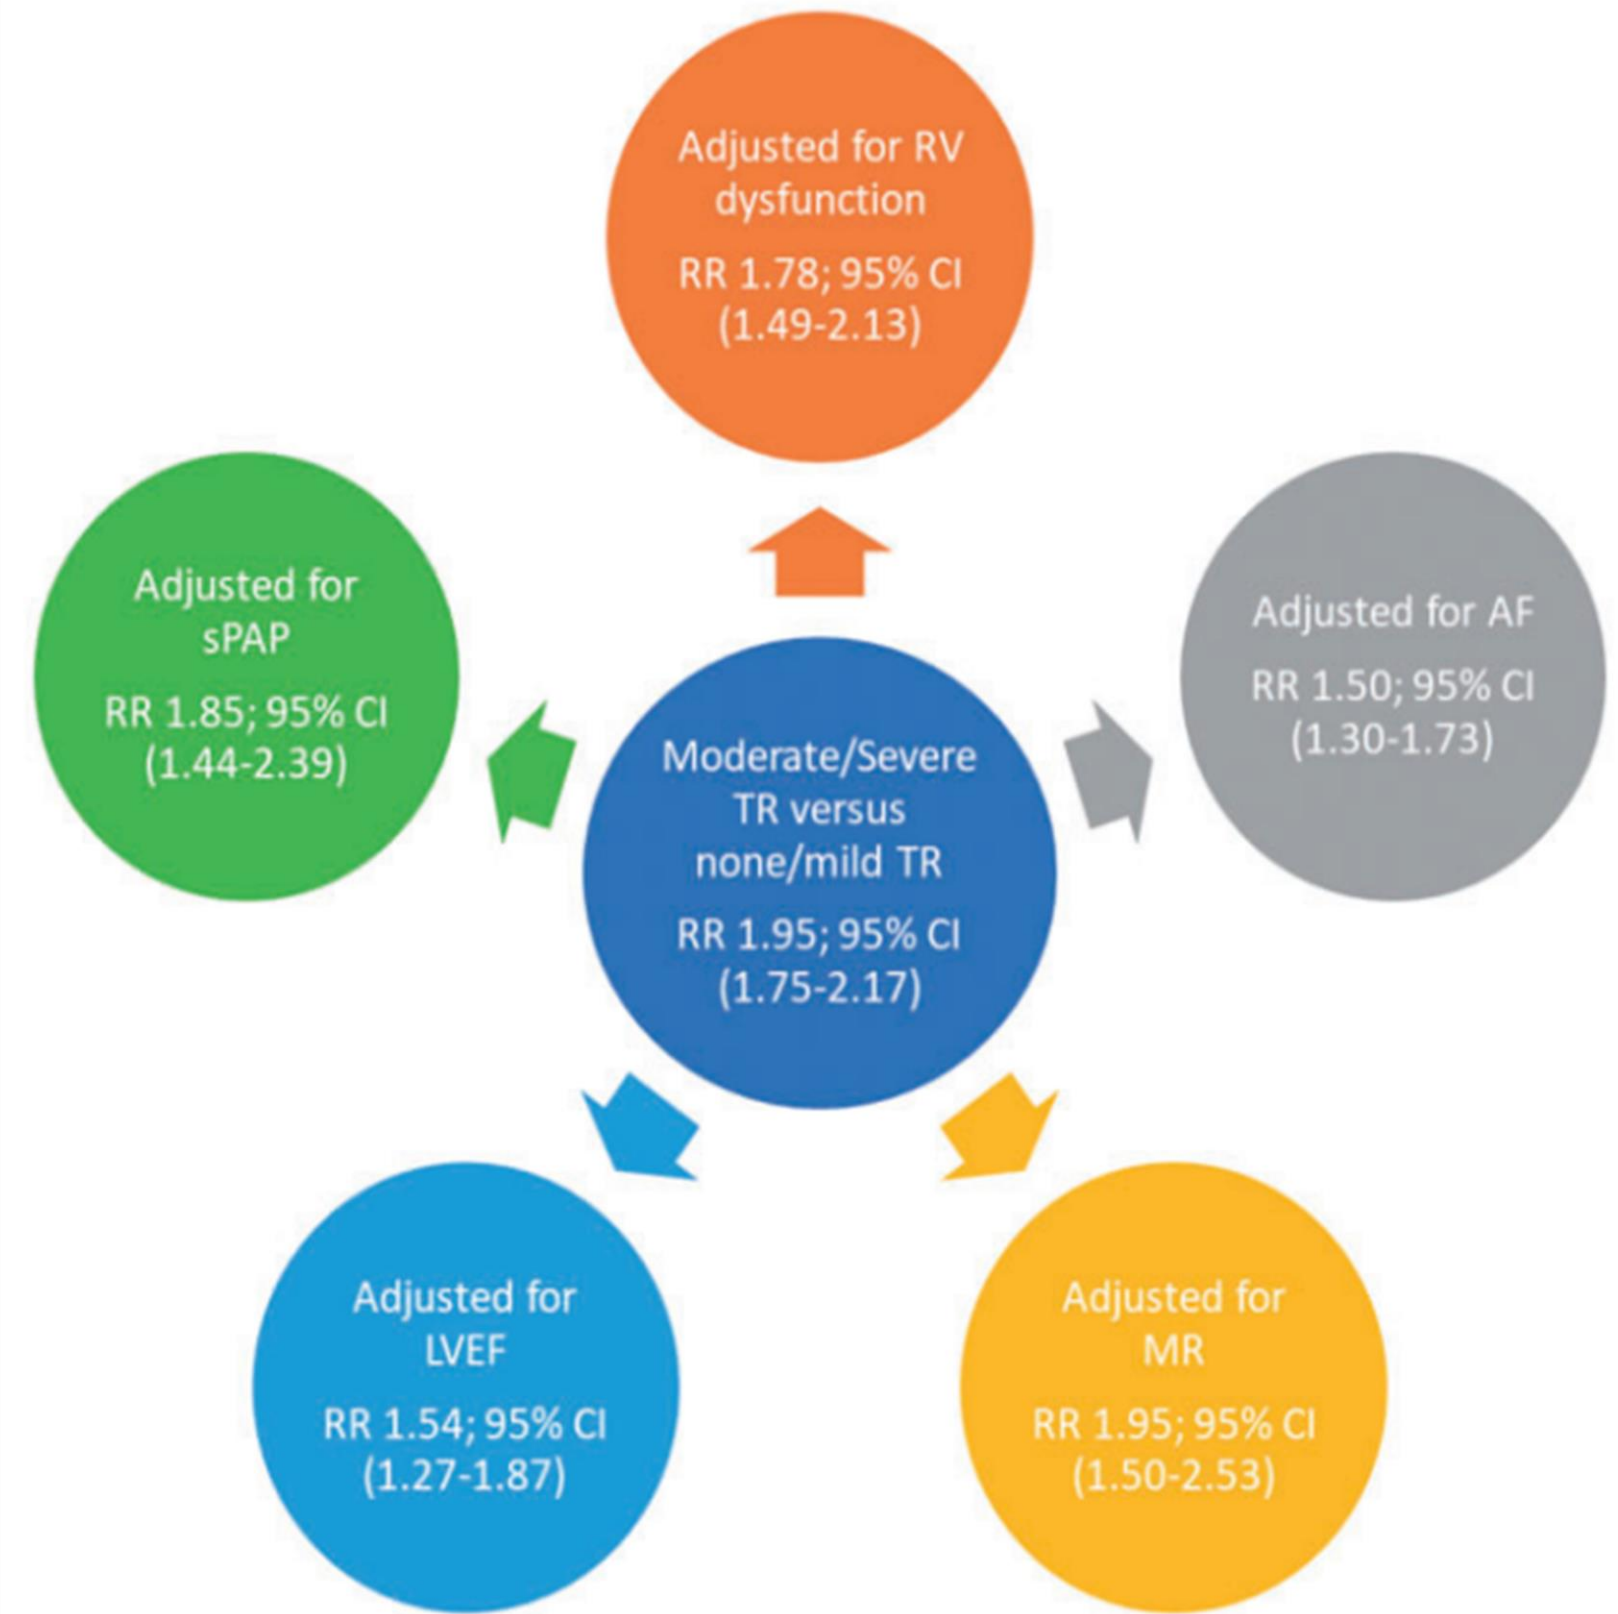 Adjusted for RV
dysfunction
RR 1.78; 95% CI
(1.49-2.13)
Adjusted for
sPAP
RR 1.85; 95% CI
(1.44-2.39)
Adjusted for AF
RR 1.50; 95% CI
(1.30-1.73)
Moderate/Severe
TR versus
none/mild TR
RR 1.95; 95% CI
(1.75-2.17)
Adjusted for
LVEF
RR 1.54; 95% CI
(1.27-1.87)
Adjusted for
MR
RR 1.95; 95% CI
(1.50-2.53)